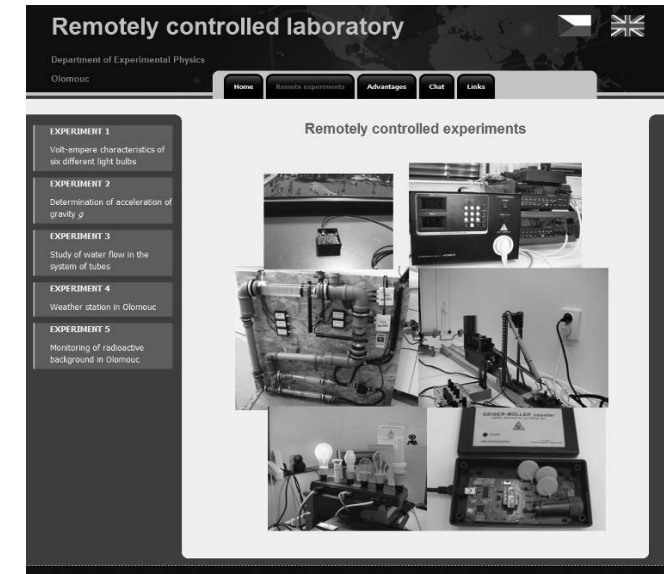 Remotely controlled laboratory
Department of Experimental Physics
Olomouc
Home
Remote experiments
Advantages
Chat
Links
EXPERIMENT 1
Volt-ampere characteristics of
six different light bulbs
EXPERIMENT 2
Determination of acceleration of
gravity g
EXPERIMENT 3
Study of water flow in the
system of tubes
EXPERIMENT 4
Weather station in Olomouc
EXPERIMENT 5
Monitoring of radioactive
background in Olomouc
Remotely controlled experiments
GEIGER-MÜLLER counter